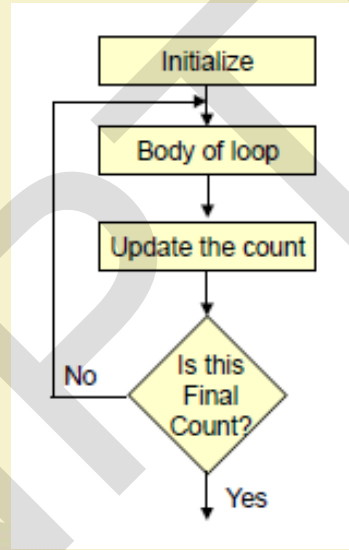 Initialize
Body of loop
Update the count
Is this
Final
Count?
No
Yes